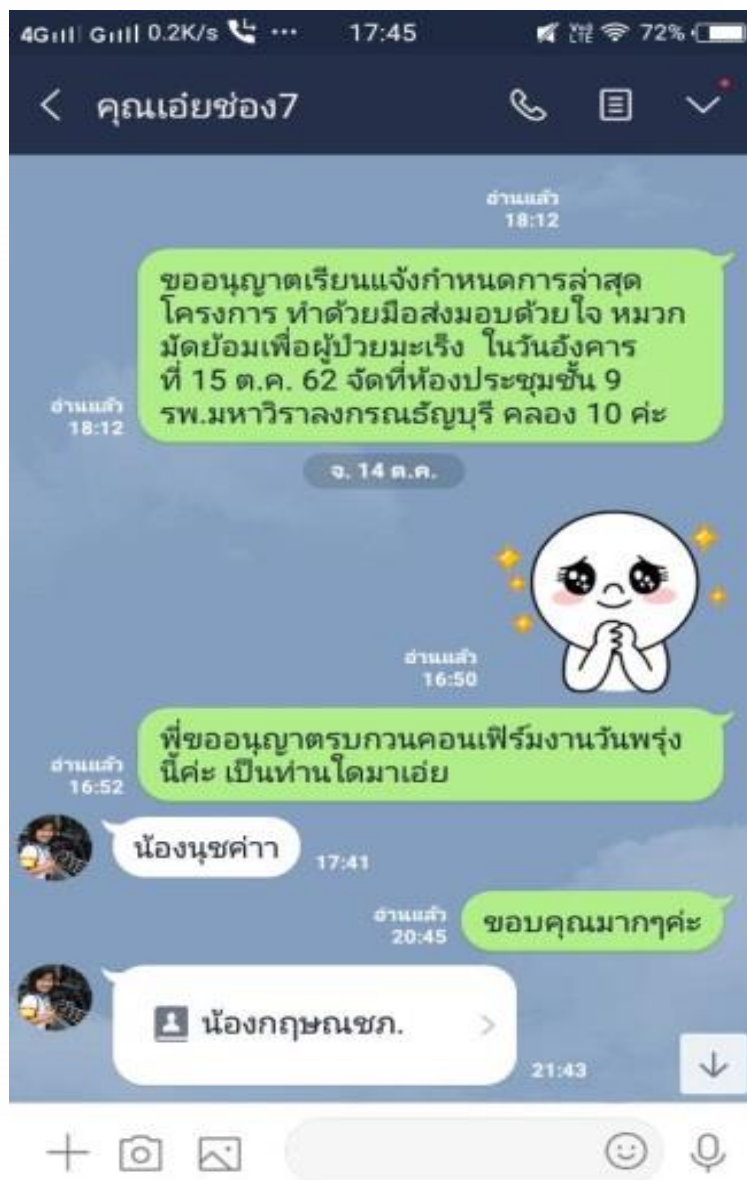 4G G 0.2K/s ... 17:45 72%
คุณเอ๋ยช่อง7
อ่านแล้ว
18:12
ขออนุญาตเรียนแจ้งกำหนดการล่าสุด
โครงการ ทำด้วยมือส่งมอบด้วยใจ หมวก
มัดย้อมเพื่อผู้ป่วยมะเร็ง ในวันอังคาร
ที่ 15 ต.ค. 62 จัดที่ห้องประชุมชั้น 9
รพ.มหาวิราลงกรณธัญบุรี คลอง 10 ค่ะ
อ่านแล้ว
18:12
จ. 14 ต.ค.
อ่านแล้ว
16:50
พี่ขออนุญาตรบกวนคอนเฟิร์มงานวันพรุ่ง
นี้ค่ะ เป็นท่านใดมาเอ่ย
อ่านแล้ว
16:52
น้องนุชค่าา
17:41
อ่านแล้ว
20:45
ขอบคุณมากๆค่ะ
น้องกฤษณชภ.
21:43